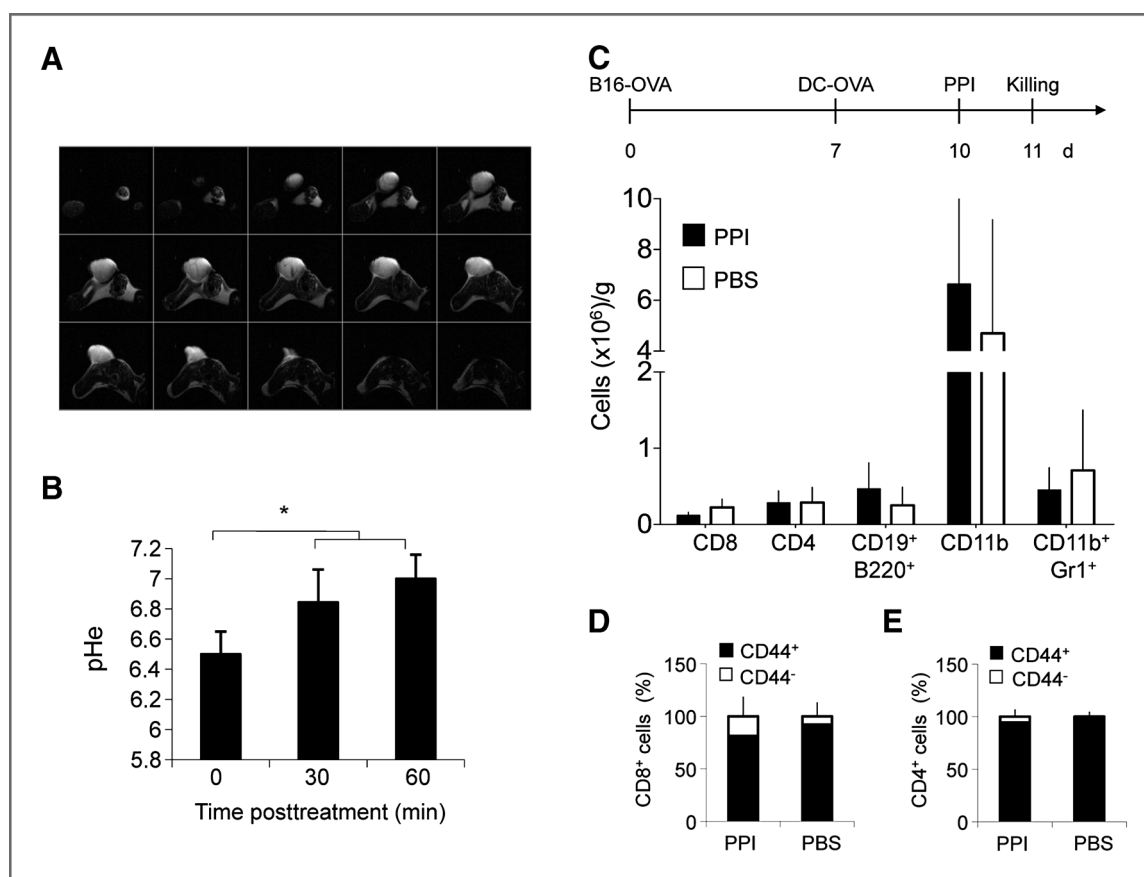 A
B
*
7.2
7
6.8
6.6
6.4
6.2
6
5.8
pHe
0 30 60
Time posttreatment (min)
C
B16-OVA DC-OVA PPI Killing
0 7 10 11 d
10
8
6
4
2
1
0
Cells (x10⁶)/g
PPI
PBS
CD8 CD4 CD19⁺ CD11b CD11b⁺
B220⁺ Gr1⁺
D
CD44⁺
CD44⁻
150
100
50
0
CD8⁺ cells (%)
PPI PBS
E
CD44⁺
CD44⁻
150
100
50
0
CD4⁺ cells (%)
PPI PBS